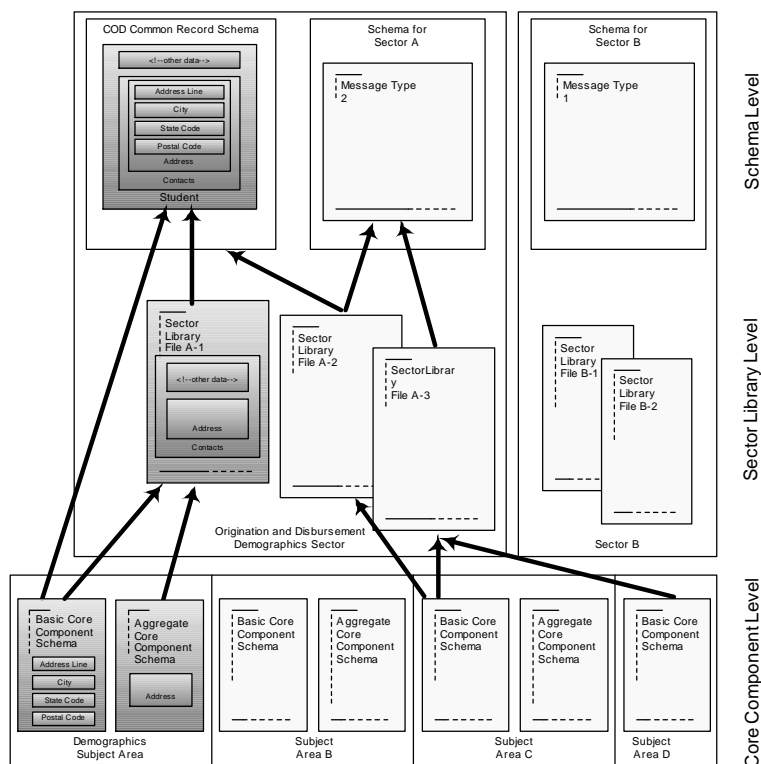 COD Common Record Schema
<!--other data-->
Address Line
City
State Code
Postal Code
Address
Contacts
Student
Schema for
Sector A
Message Type
2
Schema for
Sector B
Message Type
1
Schema Level
Sector
Library
File A-1
<!--other data-->
Address
Contacts
Sector
Library
File A-2
SectorLibrar
y
File A-3
Origination and Disbursement
Demographics Sector
Sector
Library
File B-1
Sector
Library
File B-2
Sector B
Sector Library Level
Basic Core
Component
Schema
Address Line
City
State Code
Postal Code
Aggregate
Core
Component
Schema
Address
Demographics
Subject Area
Basic Core
Component
Schema
Aggregate
Core
Component
Schema
Subject
Area B
Basic Core
Component
Schema
Aggregate
Core
Component
Schema
Subject
Area C
Basic Core
Component
Schema
Subject
Area D
Core Component Level